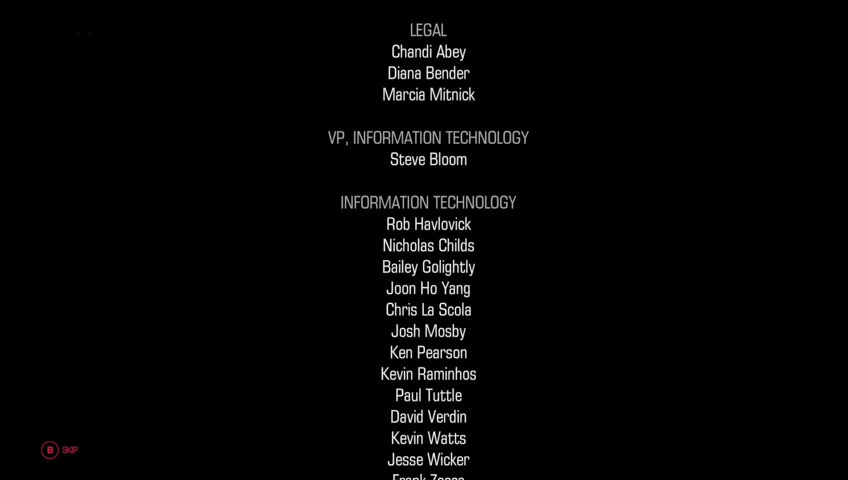 LEGAL
Chandi Abey
Diana Bender
Marcia Mitnick
VP, INFORMATION TECHNOLOGY
Steve Bloom
INFORMATION TECHNOLOGY
Rob Havlovick
Nicholas Childs
Bailey Golightly
Joon Ho Yang
Chris La Scola
Josh Mosby
Ken Pearson
Kevin Raminhos
Paul Tuttle
David Verdin
Kevin Watts
Jesse Wicker
Frank
B SKIP